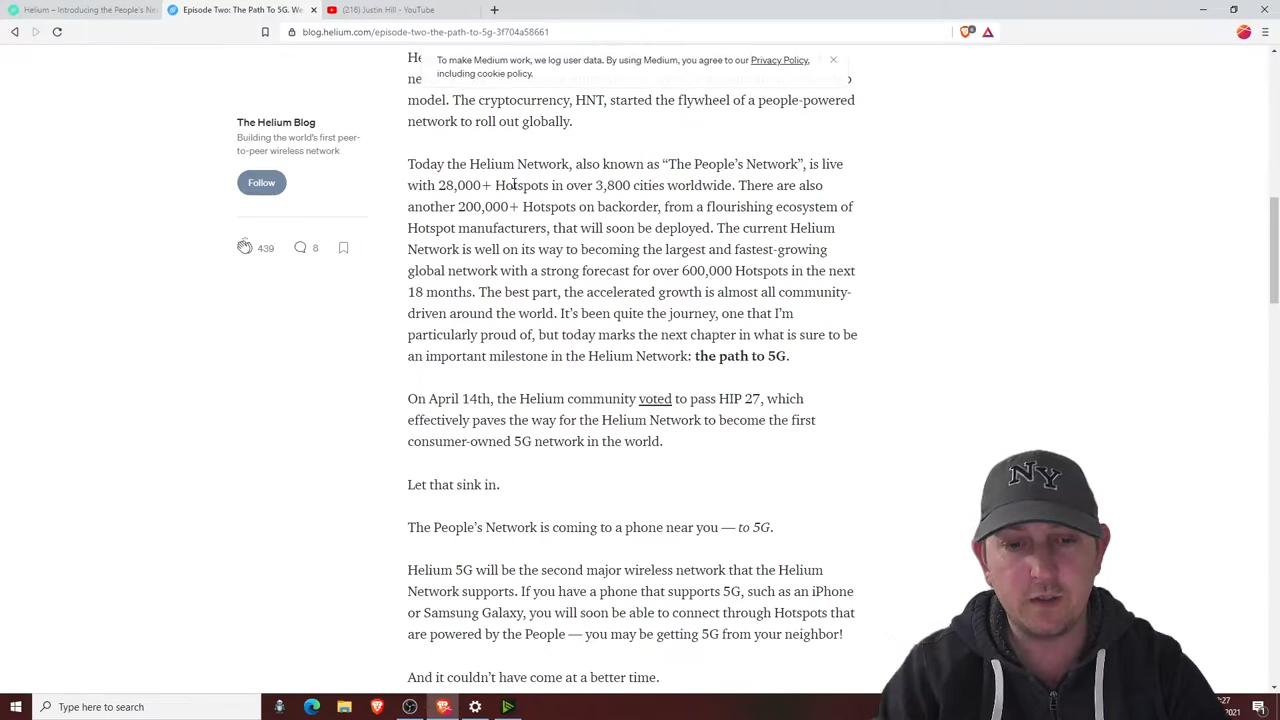 Helium – Introducing the People's Ne
Episode Two: The Path To 5G. W
(216) Justin Hill - YouTube
blog.helium.com/episode-two-the-path-to-5g-3f704a58661
To make Medium work, we log user data. By using Medium, you agree to our Privacy Policy,
including cookie policy.
model. The cryptocurrency, HNT, started the flywheel of a people-powered
network to roll out globally.
The Helium Blog
Building the world's first peer-
to-peer wireless network
Follow
439
8
Today the Helium Network, also known as “The People's Network”, is live
with 28,000+ Hotspots in over 3,800 cities worldwide. There are also
another 200,000+ Hotspots on backorder, from a flourishing ecosystem of
Hotspot manufacturers, that will soon be deployed. The current Helium
Network is well on its way to becoming the largest and fastest-growing
global network with a strong forecast for over 600,000 Hotspots in the next
18 months. The best part, the accelerated growth is almost all community-
driven around the world. It's been quite the journey, one that I'm
particularly proud of, but today marks the next chapter in what is sure to be
an important milestone in the Helium Network: the path to 5G.
On April 14th, the Helium community voted to pass HIP 27, which
effectively paves the way for the Helium Network to become the first
consumer-owned 5G network in the world.
Let that sink in.
The People's Network is coming to a phone near you — to 5G.
Helium 5G will be the second major wireless network that the Helium
Network supports. If you have a phone that supports 5G, such as an iPhone
or Samsung Galaxy, you will soon be able to connect through Hotspots that
are powered by the People — you may be getting 5G from your neighbor!
And it couldn't have come at a better time.
NY
Type here to search